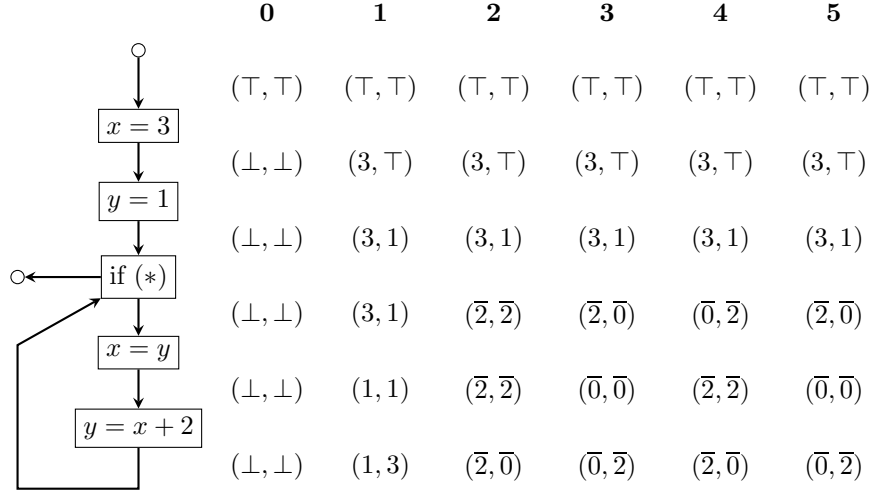 0 1 2 3 4 5
(⊤, ⊤) (⊤, ⊤) (⊤, ⊤) (⊤, ⊤) (⊤, ⊤) (⊤, ⊤)
x = 3
(⊥, ⊥) (3, ⊤) (3, ⊤) (3, ⊤) (3, ⊤) (3, ⊤)
y = 1
(⊥, ⊥) (3, 1) (3, 1) (3, 1) (3, 1) (3, 1)
if (∗)
(⊥, ⊥) (3, 1) (2̅, 2̅) (2̅, 0̅) (0̅, 2̅) (2̅, 0̅)
x = y
(⊥, ⊥) (1, 1) (2̅, 2̅) (0̅, 0̅) (2̅, 2̅) (0̅, 0̅)
y = x + 2
(⊥, ⊥) (1, 3) (2̅, 0̅) (0̅, 2̅) (2̅, 0̅) (0̅, 2̅)